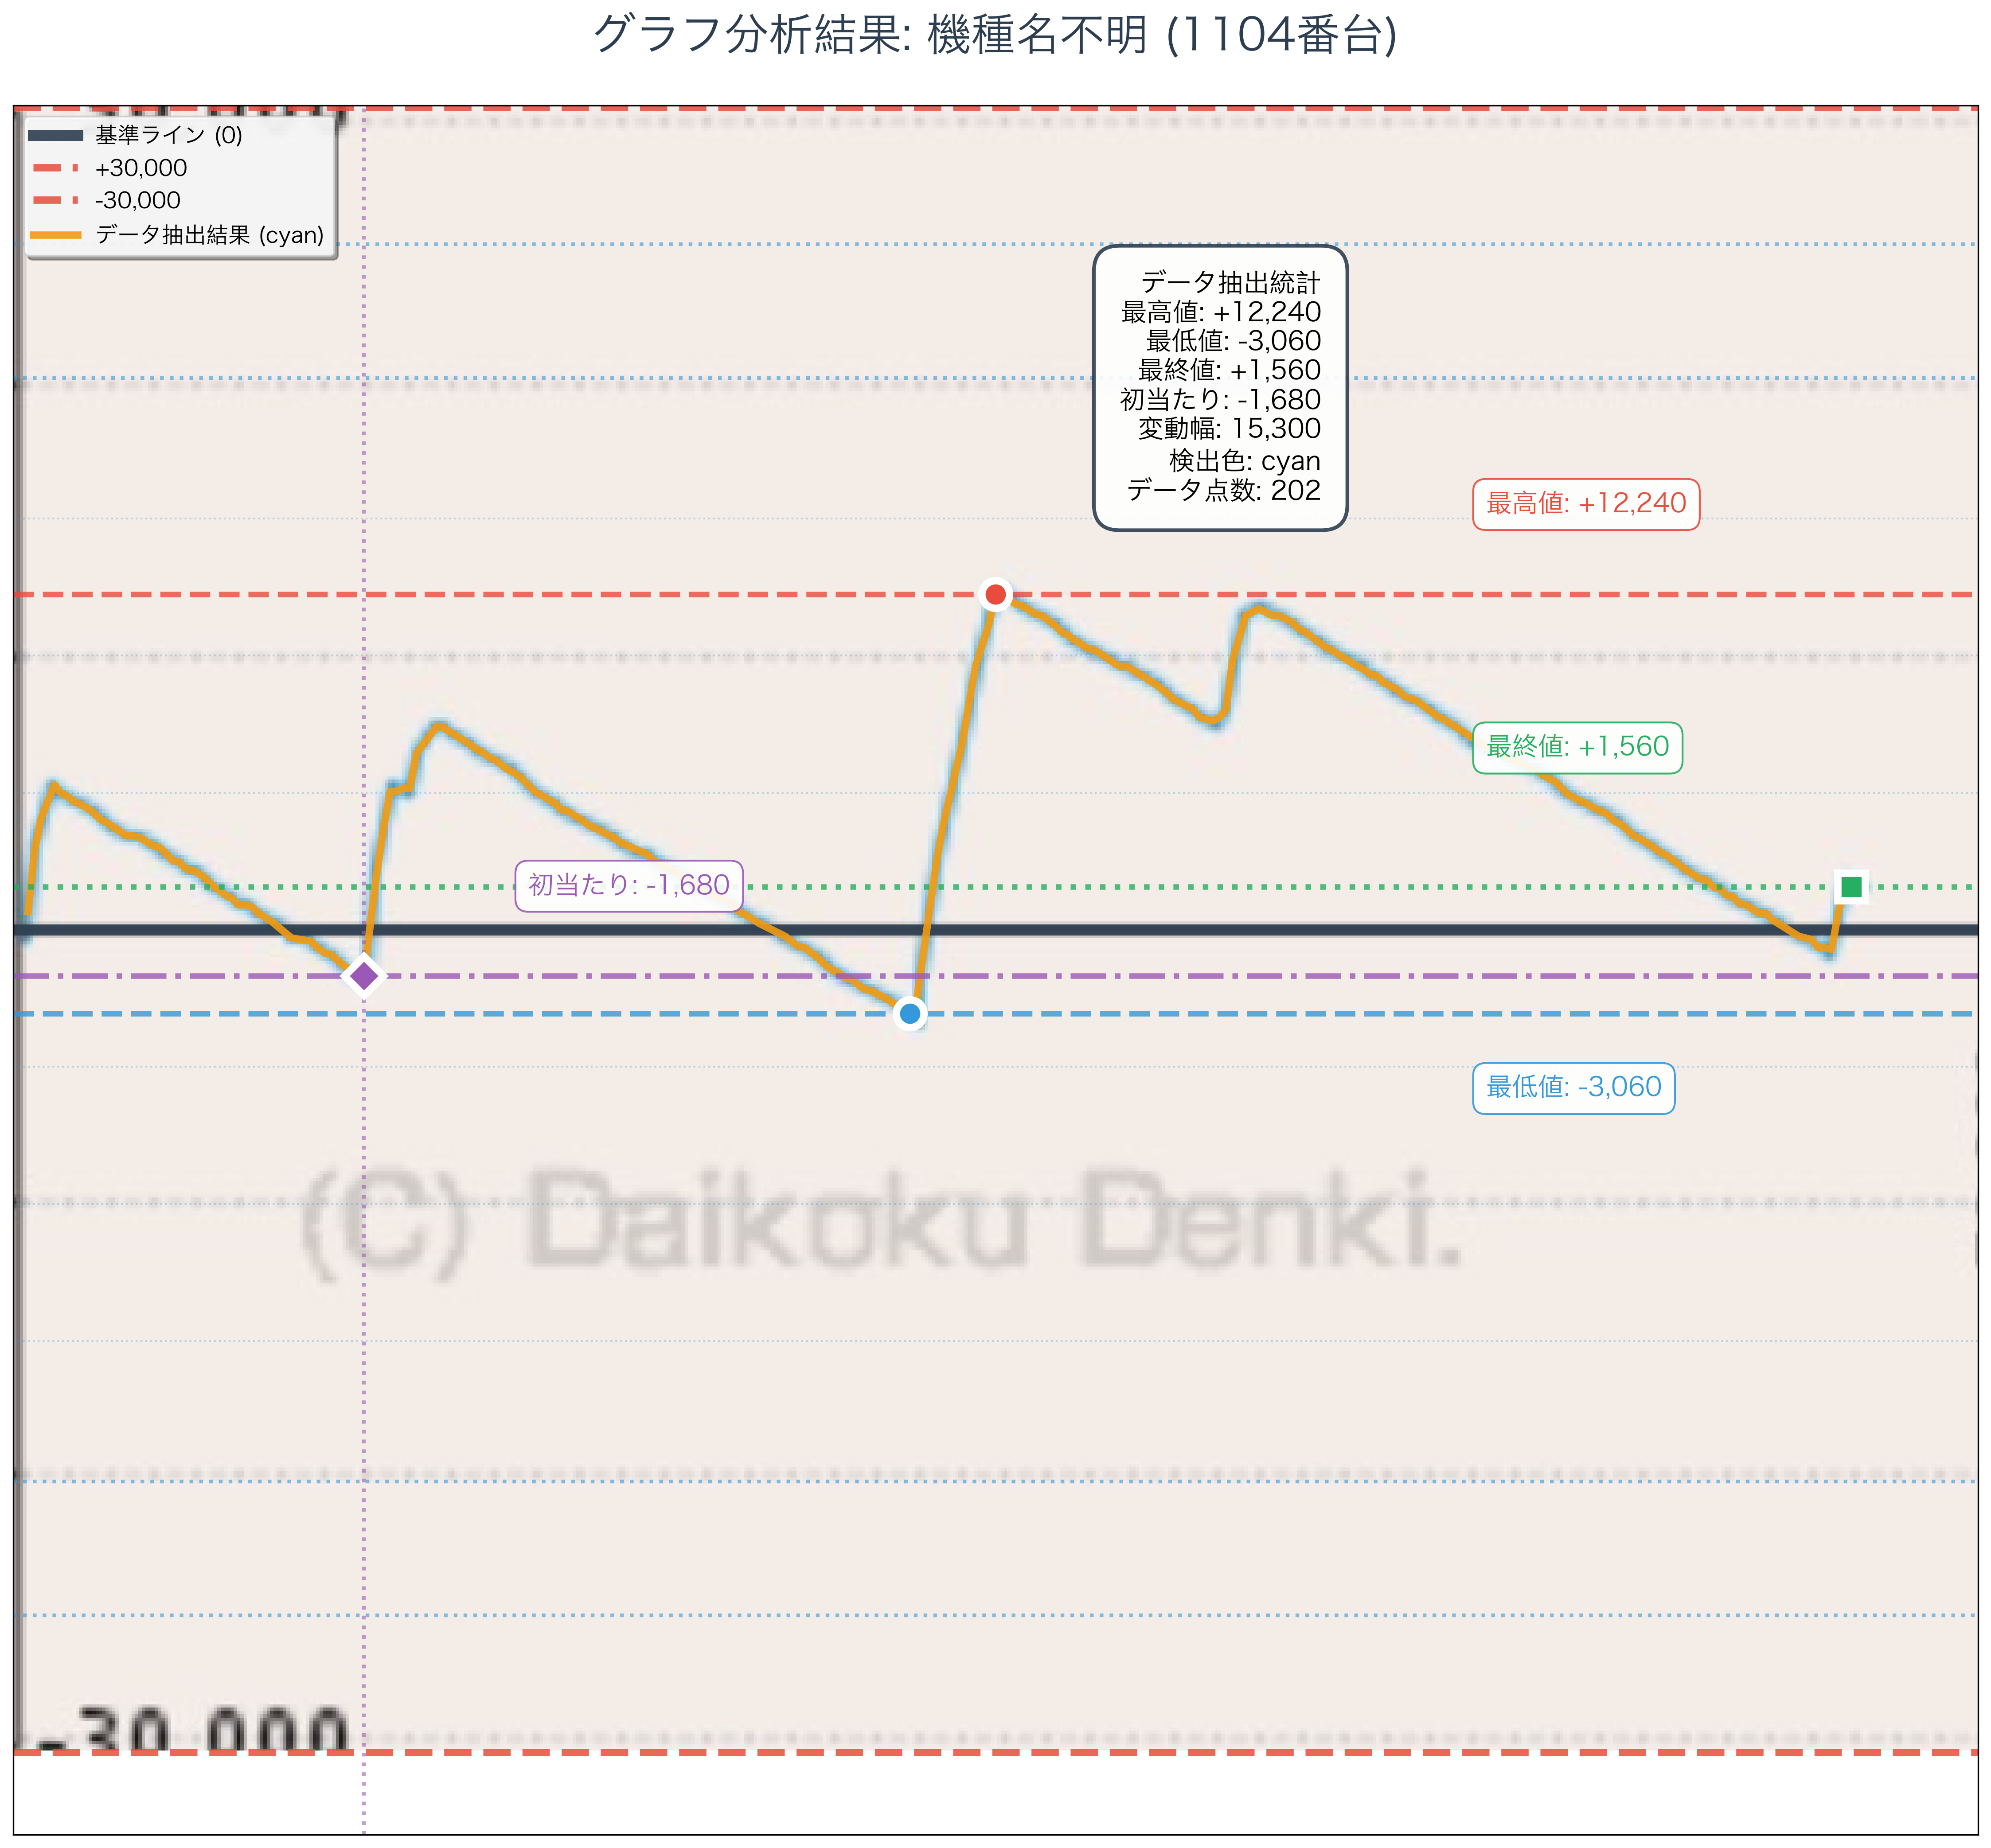 グラフ分析結果: 機種名不明 (1104番台)
基準ライン (0)
+30,000
-30,000
データ抽出結果 (cyan)
データ抽出統計
最高値: +12,240
最低値: -3,060
最終値: +1,560
初当たり: -1,680
変動幅: 15,300
検出色: cyan
データ点数: 202
最高値: +12,240
最終値: +1,560
初当たり: -1,680
最低値: -3,060
(C) Daikoku Denki.
-30,000